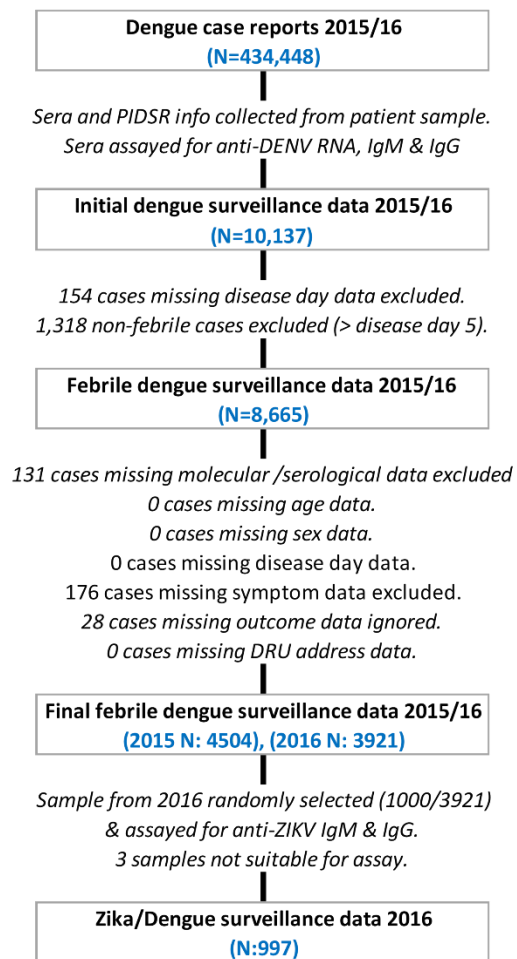 Dengue case reports 2015/16
(N=434,448)
Sera and PIDSR info collected from patient sample.
Sera assayed for anti-DENV RNA, IgM & IgG
Initial dengue surveillance data 2015/16
(N=10,137)
154 cases missing disease day data excluded.
1,318 non-febrile cases excluded (> disease day 5).
Febrile dengue surveillance data 2015/16
(N=8,665)
131 cases missing molecular /serological data excluded
0 cases missing age data.
0 cases missing sex data.
0 cases missing disease day data.
176 cases missing symptom data excluded.
28 cases missing outcome data ignored.
0 cases missing DRU address data.
Final febrile dengue surveillance data 2015/16
(2015 N: 4504), (2016 N: 3921)
Sample from 2016 randomly selected (1000/3921)
& assayed for anti-ZIKV IgM & IgG.
3 samples not suitable for assay.
Zika/Dengue surveillance data 2016
(N:997)